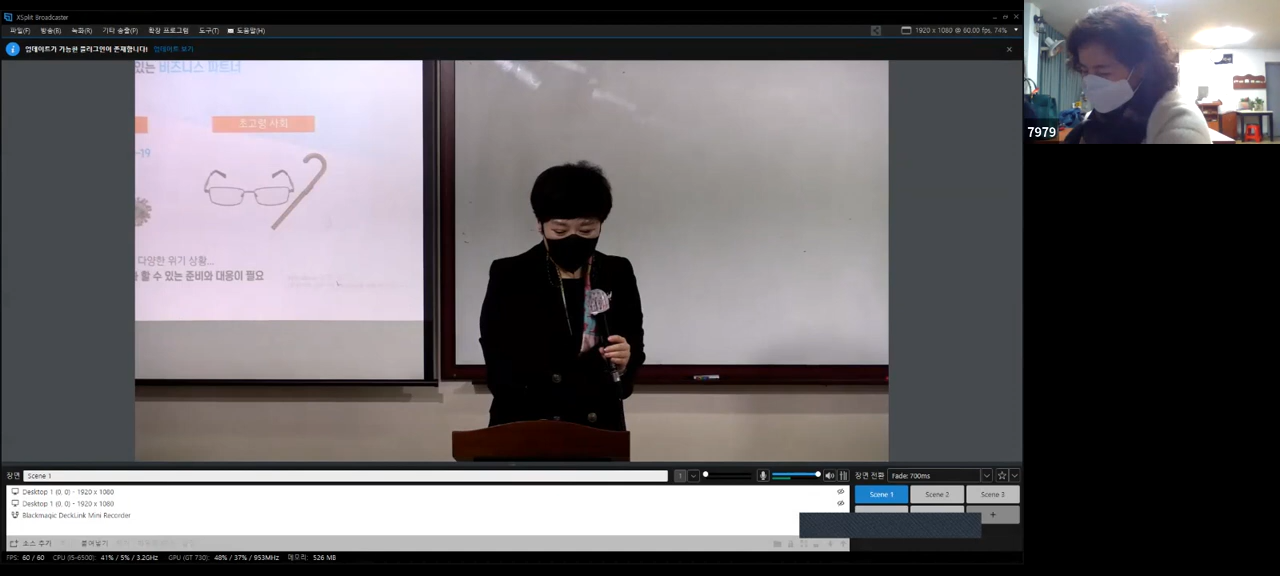 XSplit Broadcaster
파일(F) 방송(B) 녹화(R) 기타 송출(P) 확장 프로그램 도구(T) 도움말(H)
1920 x 1080 @ 60.00 fps, 74%
업데이트가 가능한 플러그인이 존재합니다! 업데이트 보기
7979
있는 비즈니스 파트너
초고령 사회
-19
다양한 위기 상황...
할 수 있는 준비와 대응이 필요
장면 Scene 1
장면 전환 Fade: 700ms
Desktop 1 (0, 0) - 1920 x 1080
Desktop 1 (0, 0) - 1920 x 1080
Blackmagic DeckLink Mini Recorder
Scene 1 Scene 2 Scene 3
소스 추가 붙여넣기
FPS: 60 / 60 CPU (i5-6500): 41% / 5% / 3.2GHz GPU (GT 730): 48% / 37% / 953MHz 메모리: 526 MB